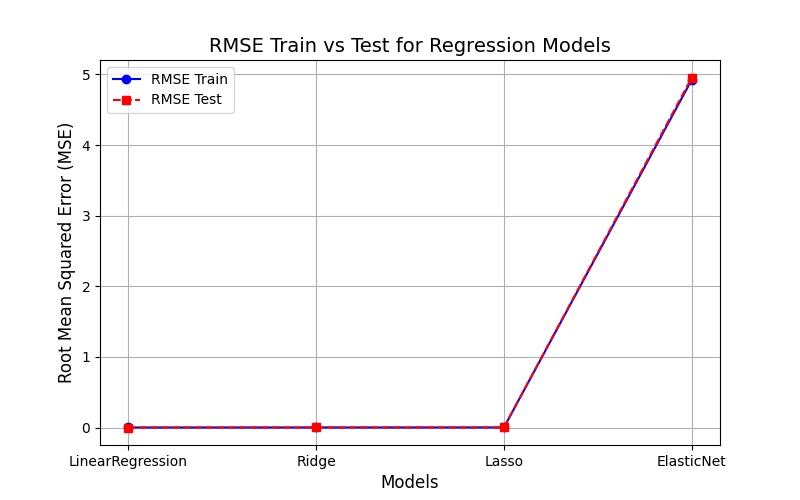 RMSE Train vs Test for Regression Models
RMSE Train
RMSE Test
Root Mean Squared Error (MSE)
5
4
3
2
1
0
LinearRegression Ridge Lasso ElasticNet
Models